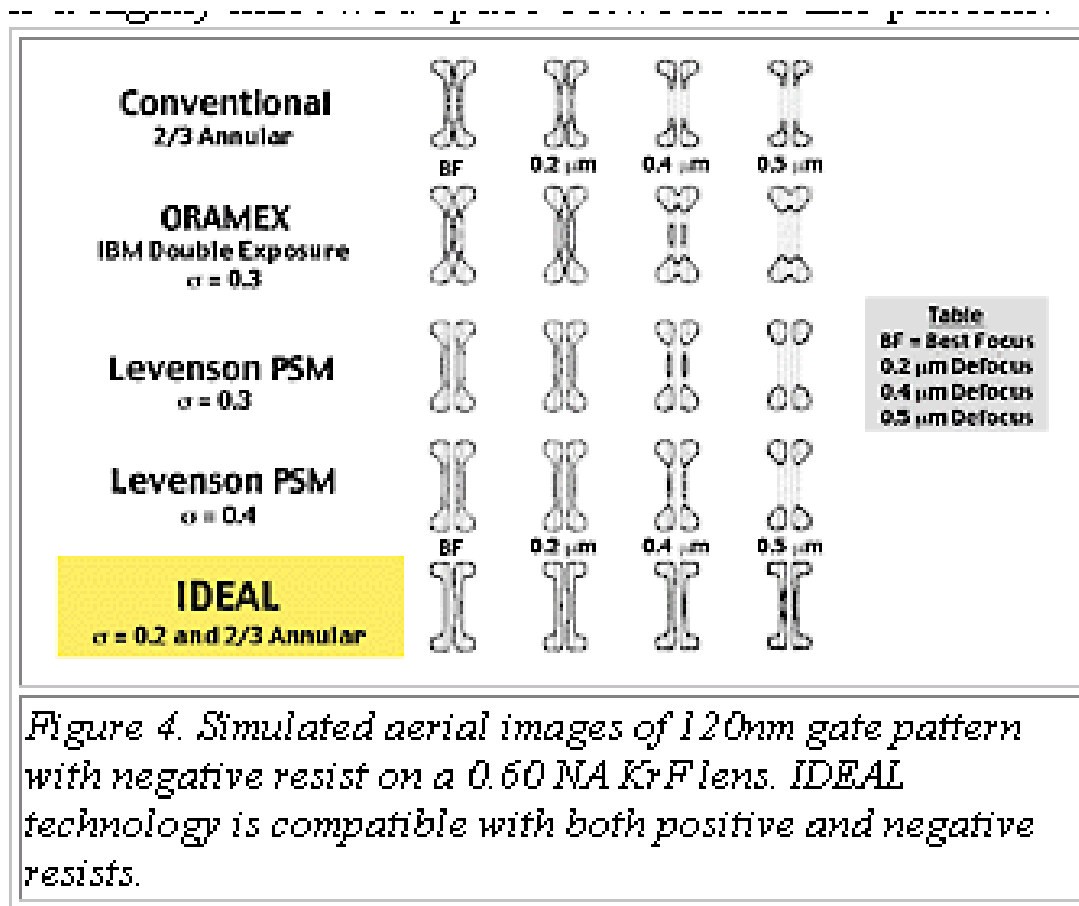 Conventional
2/3 Annular
BF 0.2 μm 0.4 μm 0.5 μm
ORAMEX
IBM Double Exposure
σ = 0.3
Table
BF = Best Focus
0.2 μm Defocus
0.4 μm Defocus
0.5 μm Defocus
Levenson PSM
σ = 0.3
Levenson PSM
σ = 0.4
BF 0.2 μm 0.4 μm 0.5 μm
IDEAL
σ = 0.2 and 2/3 Annular
Figure 4. Simulated aerial images of 120nm gate pattern
with negative resist on a 0.60 NA KrF lens. IDEAL
technology is compatible with both positive and negative
resists.